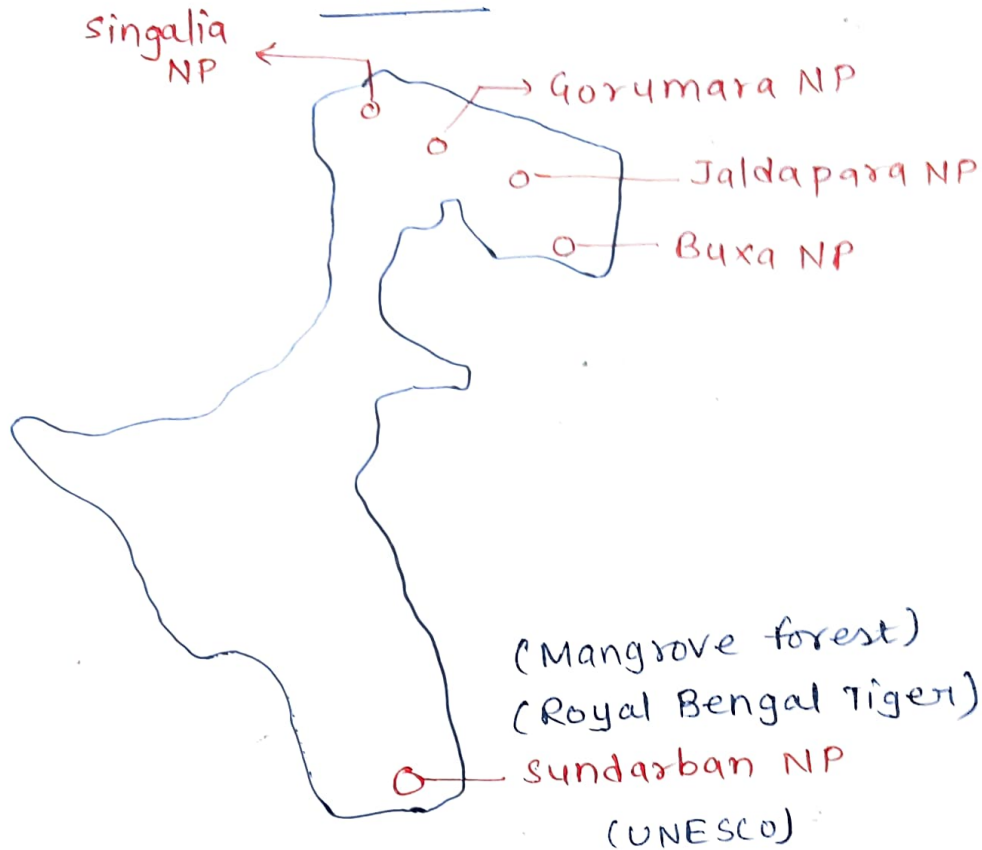 Singalia
NP
Gorumara NP
Jaldapara NP
Buxa NP
(Mangrove forest)
(Royal Bengal Tiger)
Sundarban NP
(UNESCO)